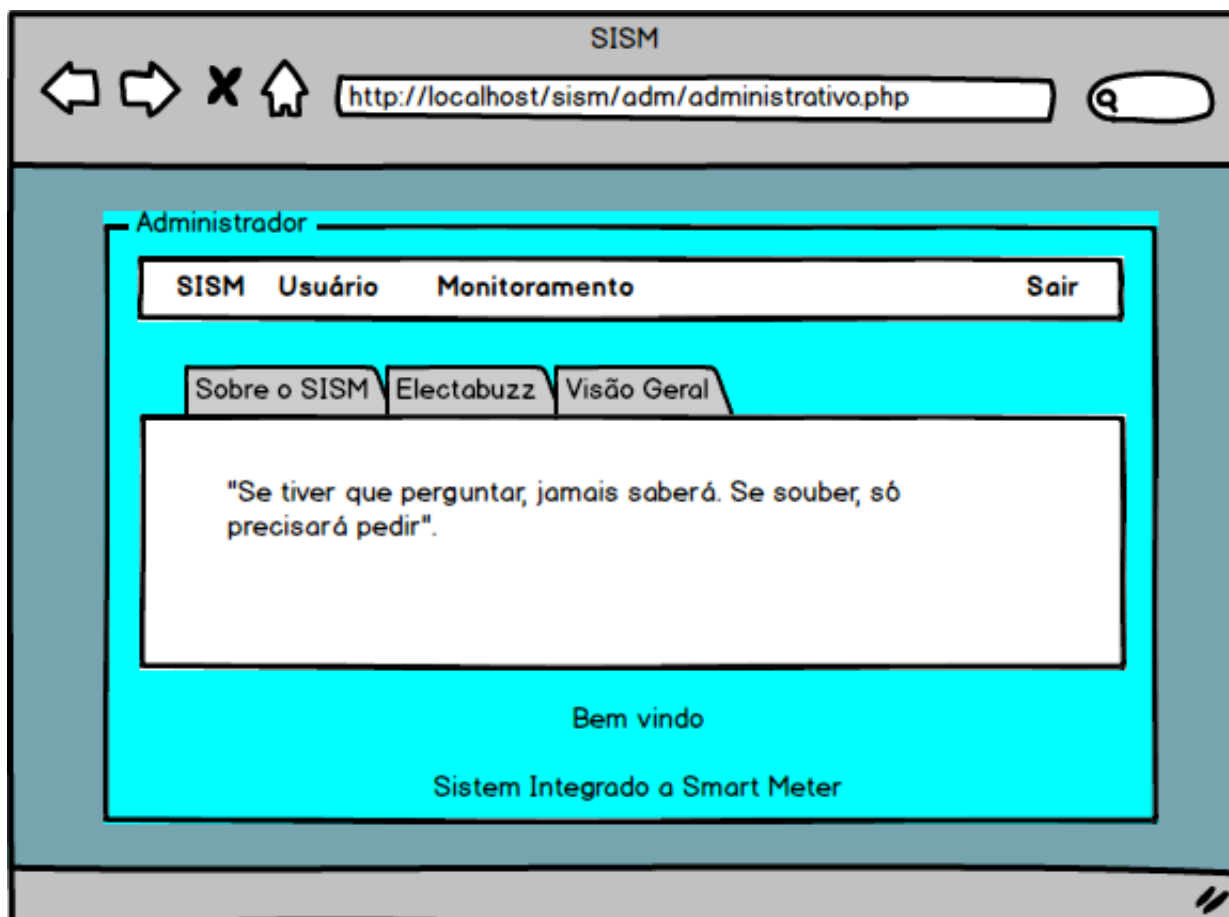 SISM
http://localhost/sism/adm/administrativo.php
Administrador
SISM Usuário Monitoramento Sair
Sobre o SISM Electabuzz Visão Geral
"Se tiver que perguntar, jamais saberá. Se souber, só
precisará pedir".
Bem vindo
Sistem Integrado a Smart Meter